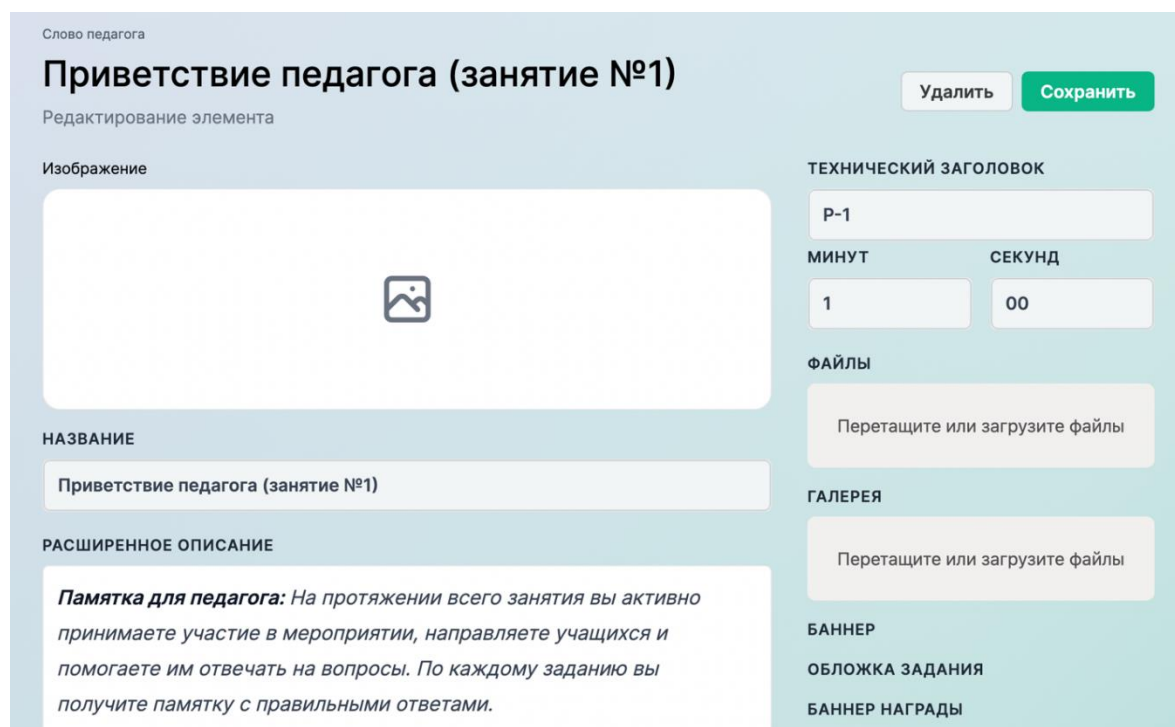 Слово педагога
Приветствие педагога (занятие №1)
Редактирование элемента
Удалить
Сохранить
Изображение
НАЗВАНИЕ
Приветствие педагога (занятие №1)
РАСШИРЕННОЕ ОПИСАНИЕ
Памятка для педагога: На протяжении всего занятия вы активно
принимаете участие в мероприятии, направляете учащихся и
помогаете им отвечать на вопросы. По каждому заданию вы
получите памятку с правильными ответами.
ТЕХНИЧЕСКИЙ ЗАГОЛОВОК
P-1
МИНУТ
СЕКУНД
1
00
ФАЙЛЫ
Перетащите или загрузите файлы
ГАЛЕРЕЯ
Перетащите или загрузите файлы
БАННЕР
ОБЛОЖКА ЗАДАНИЯ
БАННЕР НАГРАДЫ